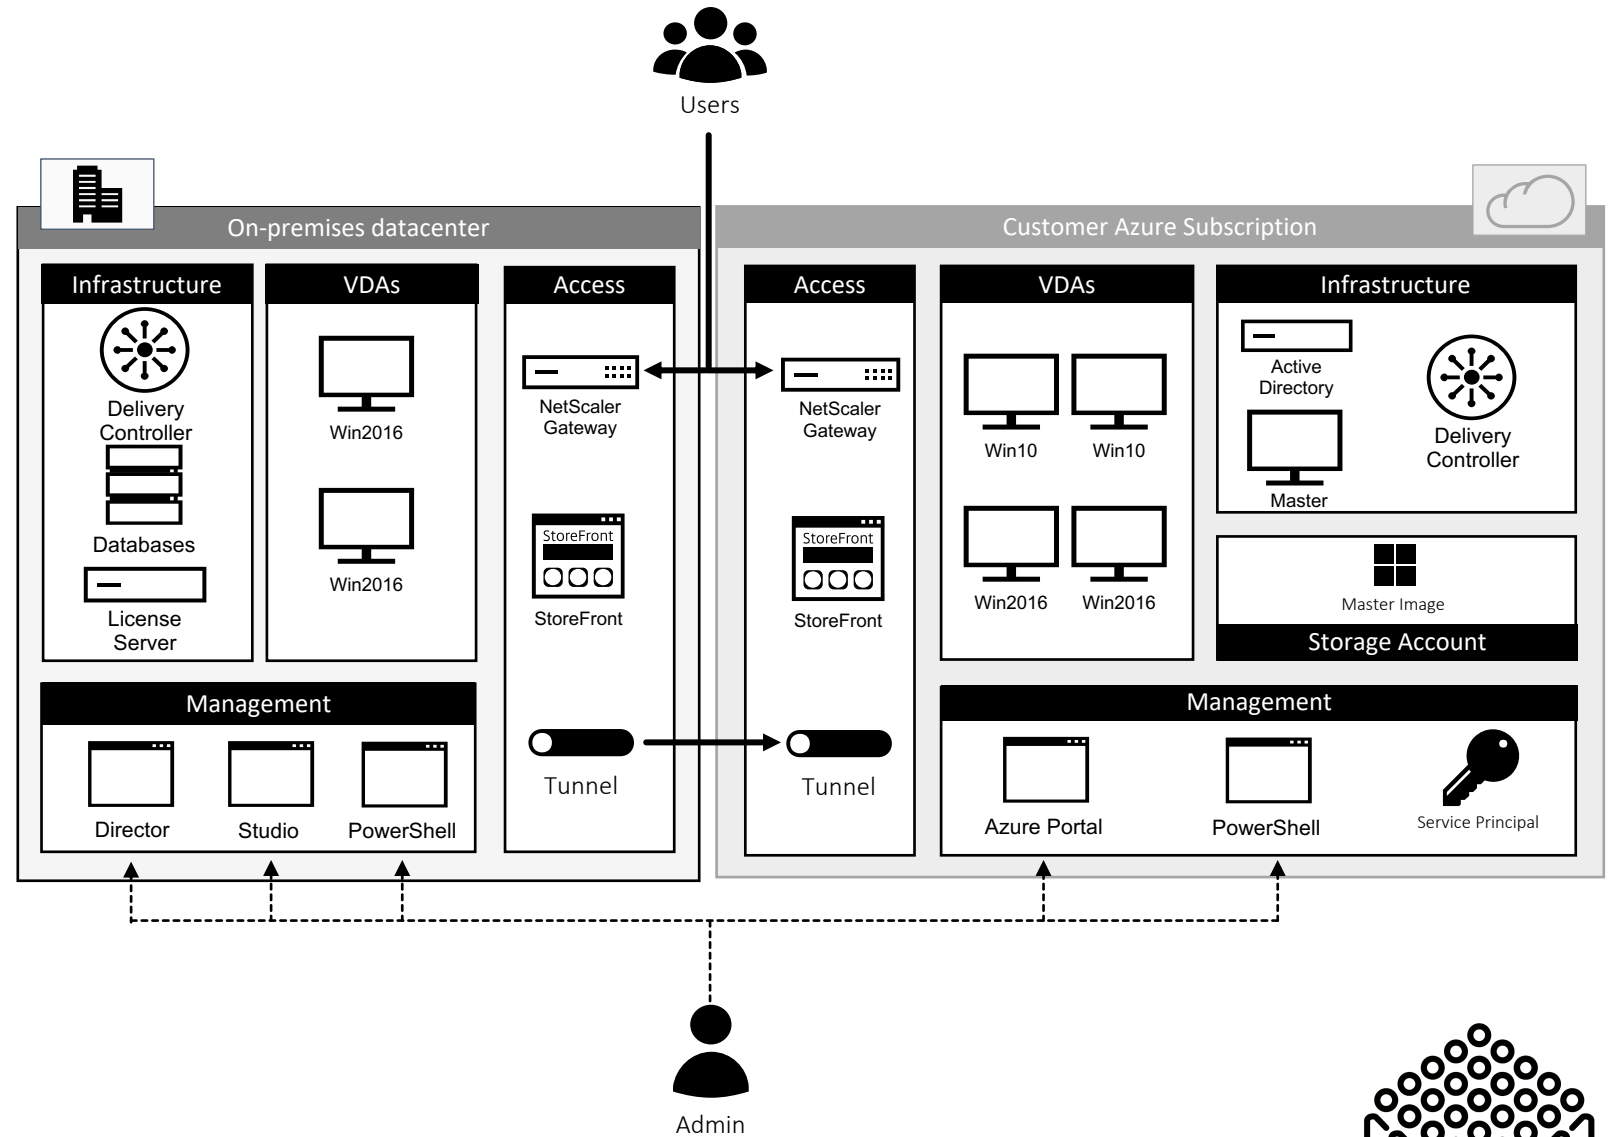 Users
On-premises datacenter
Infrastructure
Delivery
Controller
Databases
License
Server
VDAs
Win2016
Win2016
Access
NetScaler
Gateway
StoreFront
StoreFront
Tunnel
Management
Director
Studio
PowerShell
Customer Azure Subscription
Access
NetScaler
Gateway
StoreFront
StoreFront
Tunnel
VDAs
Win10
Win10
Win2016
Win2016
Infrastructure
Active
Directory
Master
Delivery
Controller
Master Image
Storage Account
Management
Azure Portal
PowerShell
Service Principal
Admin